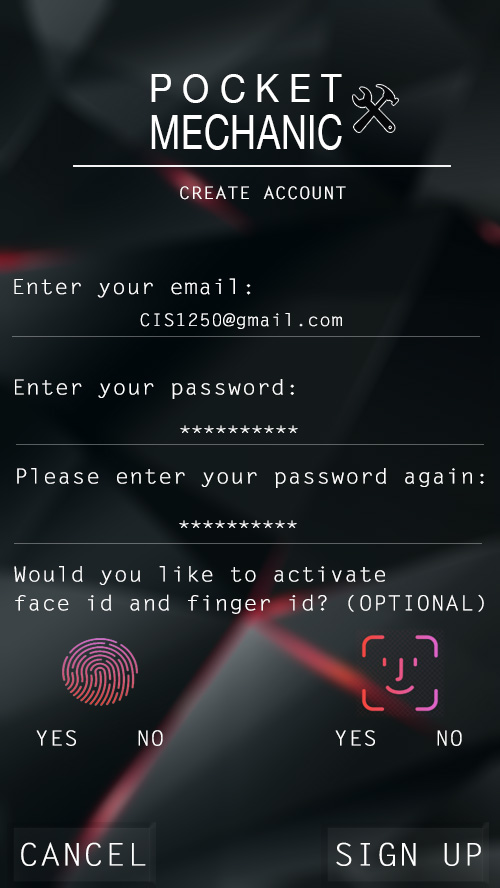 POCKET
MECHANIC
CREATE ACCOUNT
Enter your email:
CIS1250@gmail.com
Enter your password:
**********
Please enter your password again:
**********
Would you like to activate
face id and finger id? (OPTIONAL)
YES NO YES NO
CANCEL SIGN UP